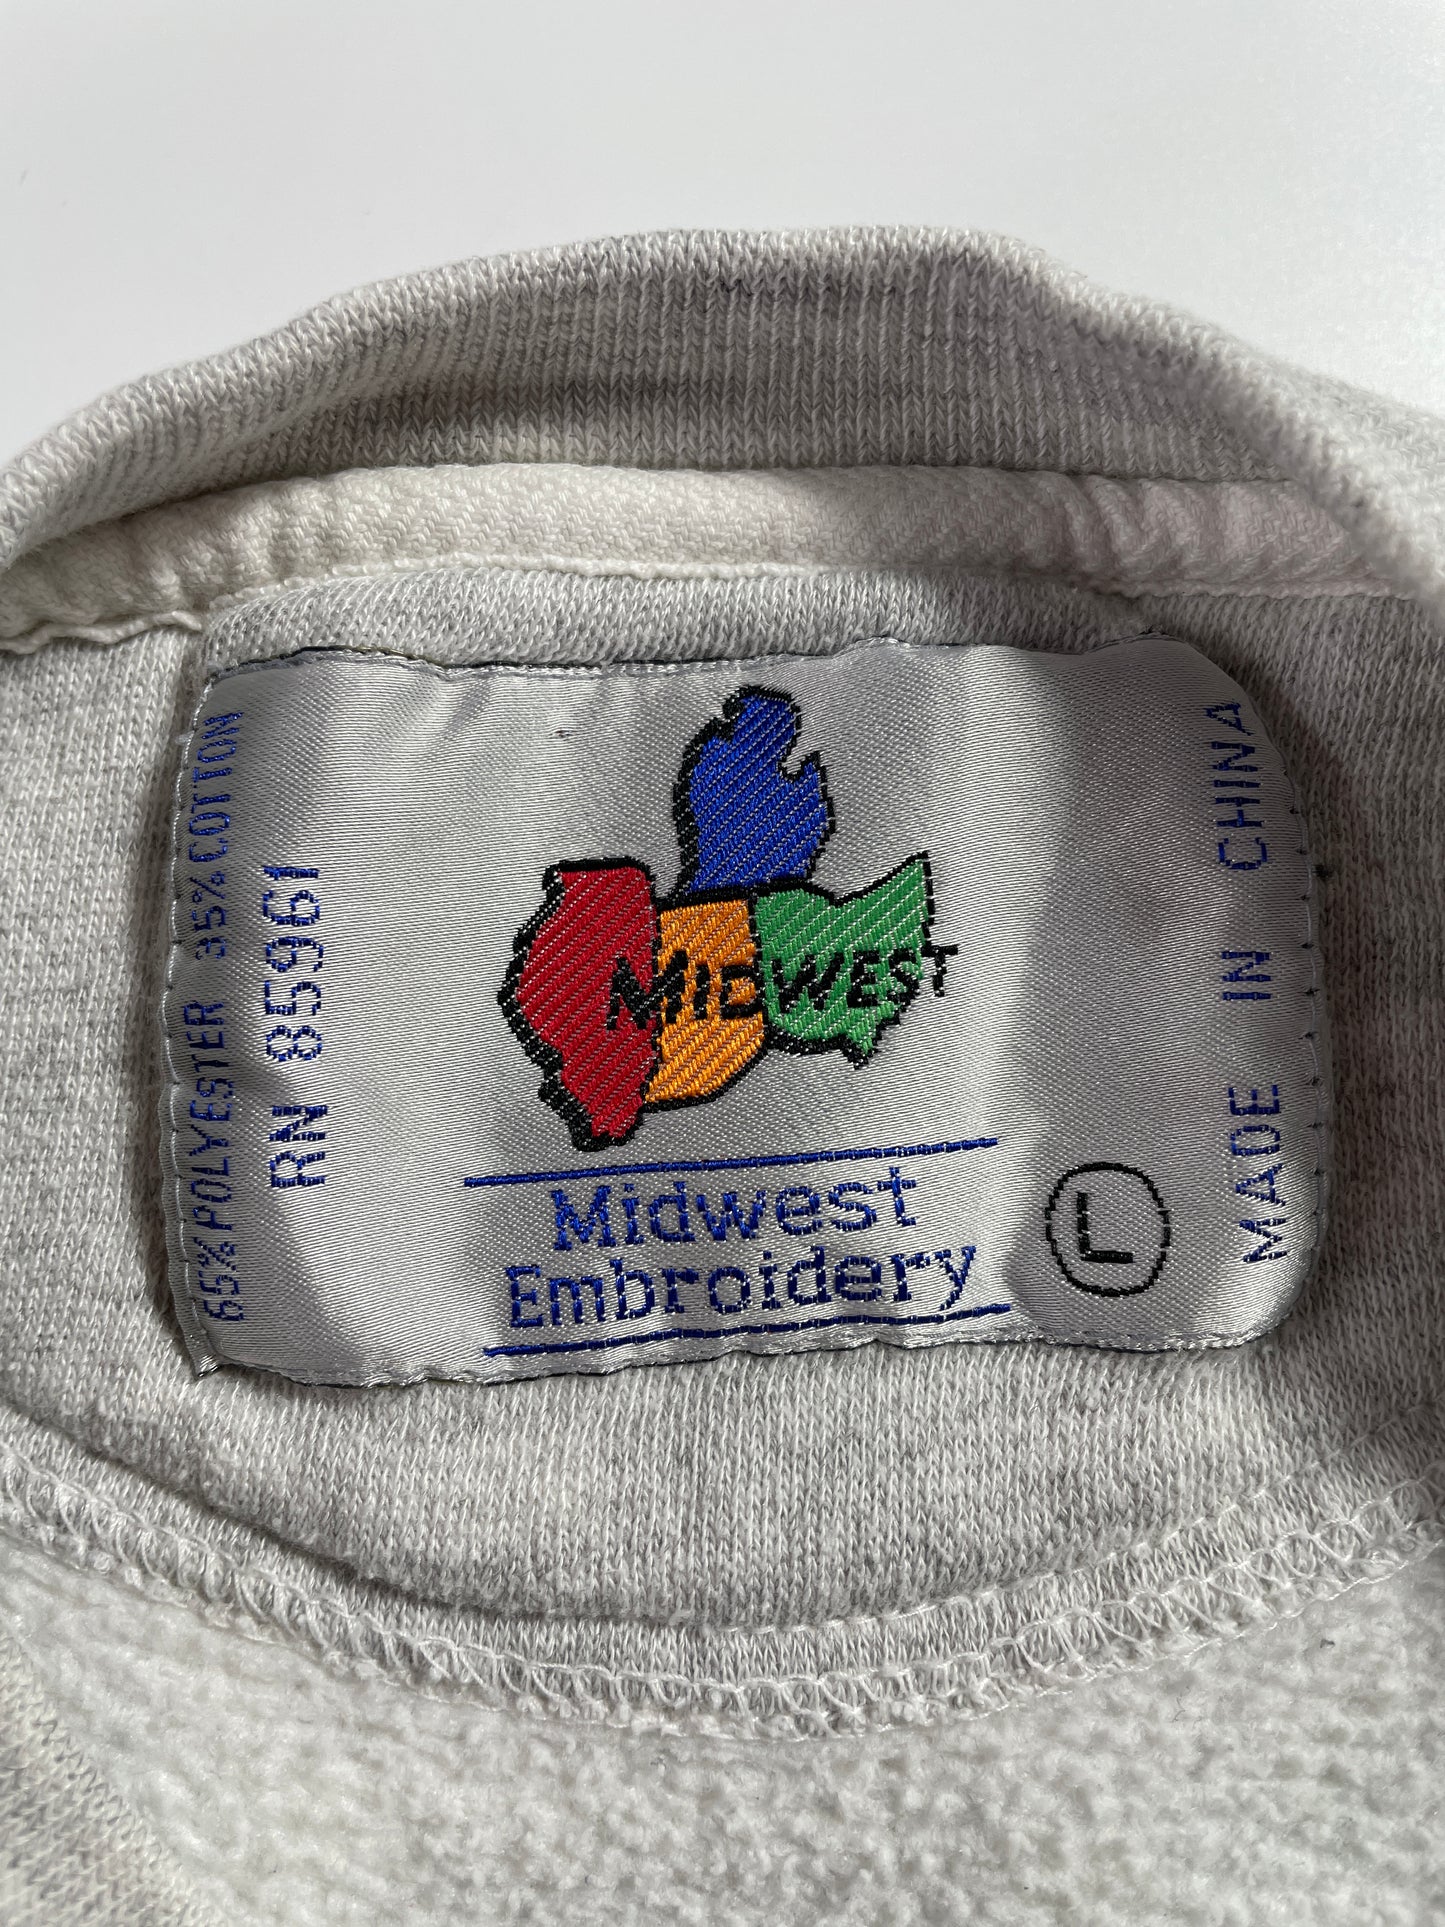 65% POLYESTER 35% COTTON
RN 85961
MIDWEST
Midwest
Embroidery
L
MADE IN CHINA